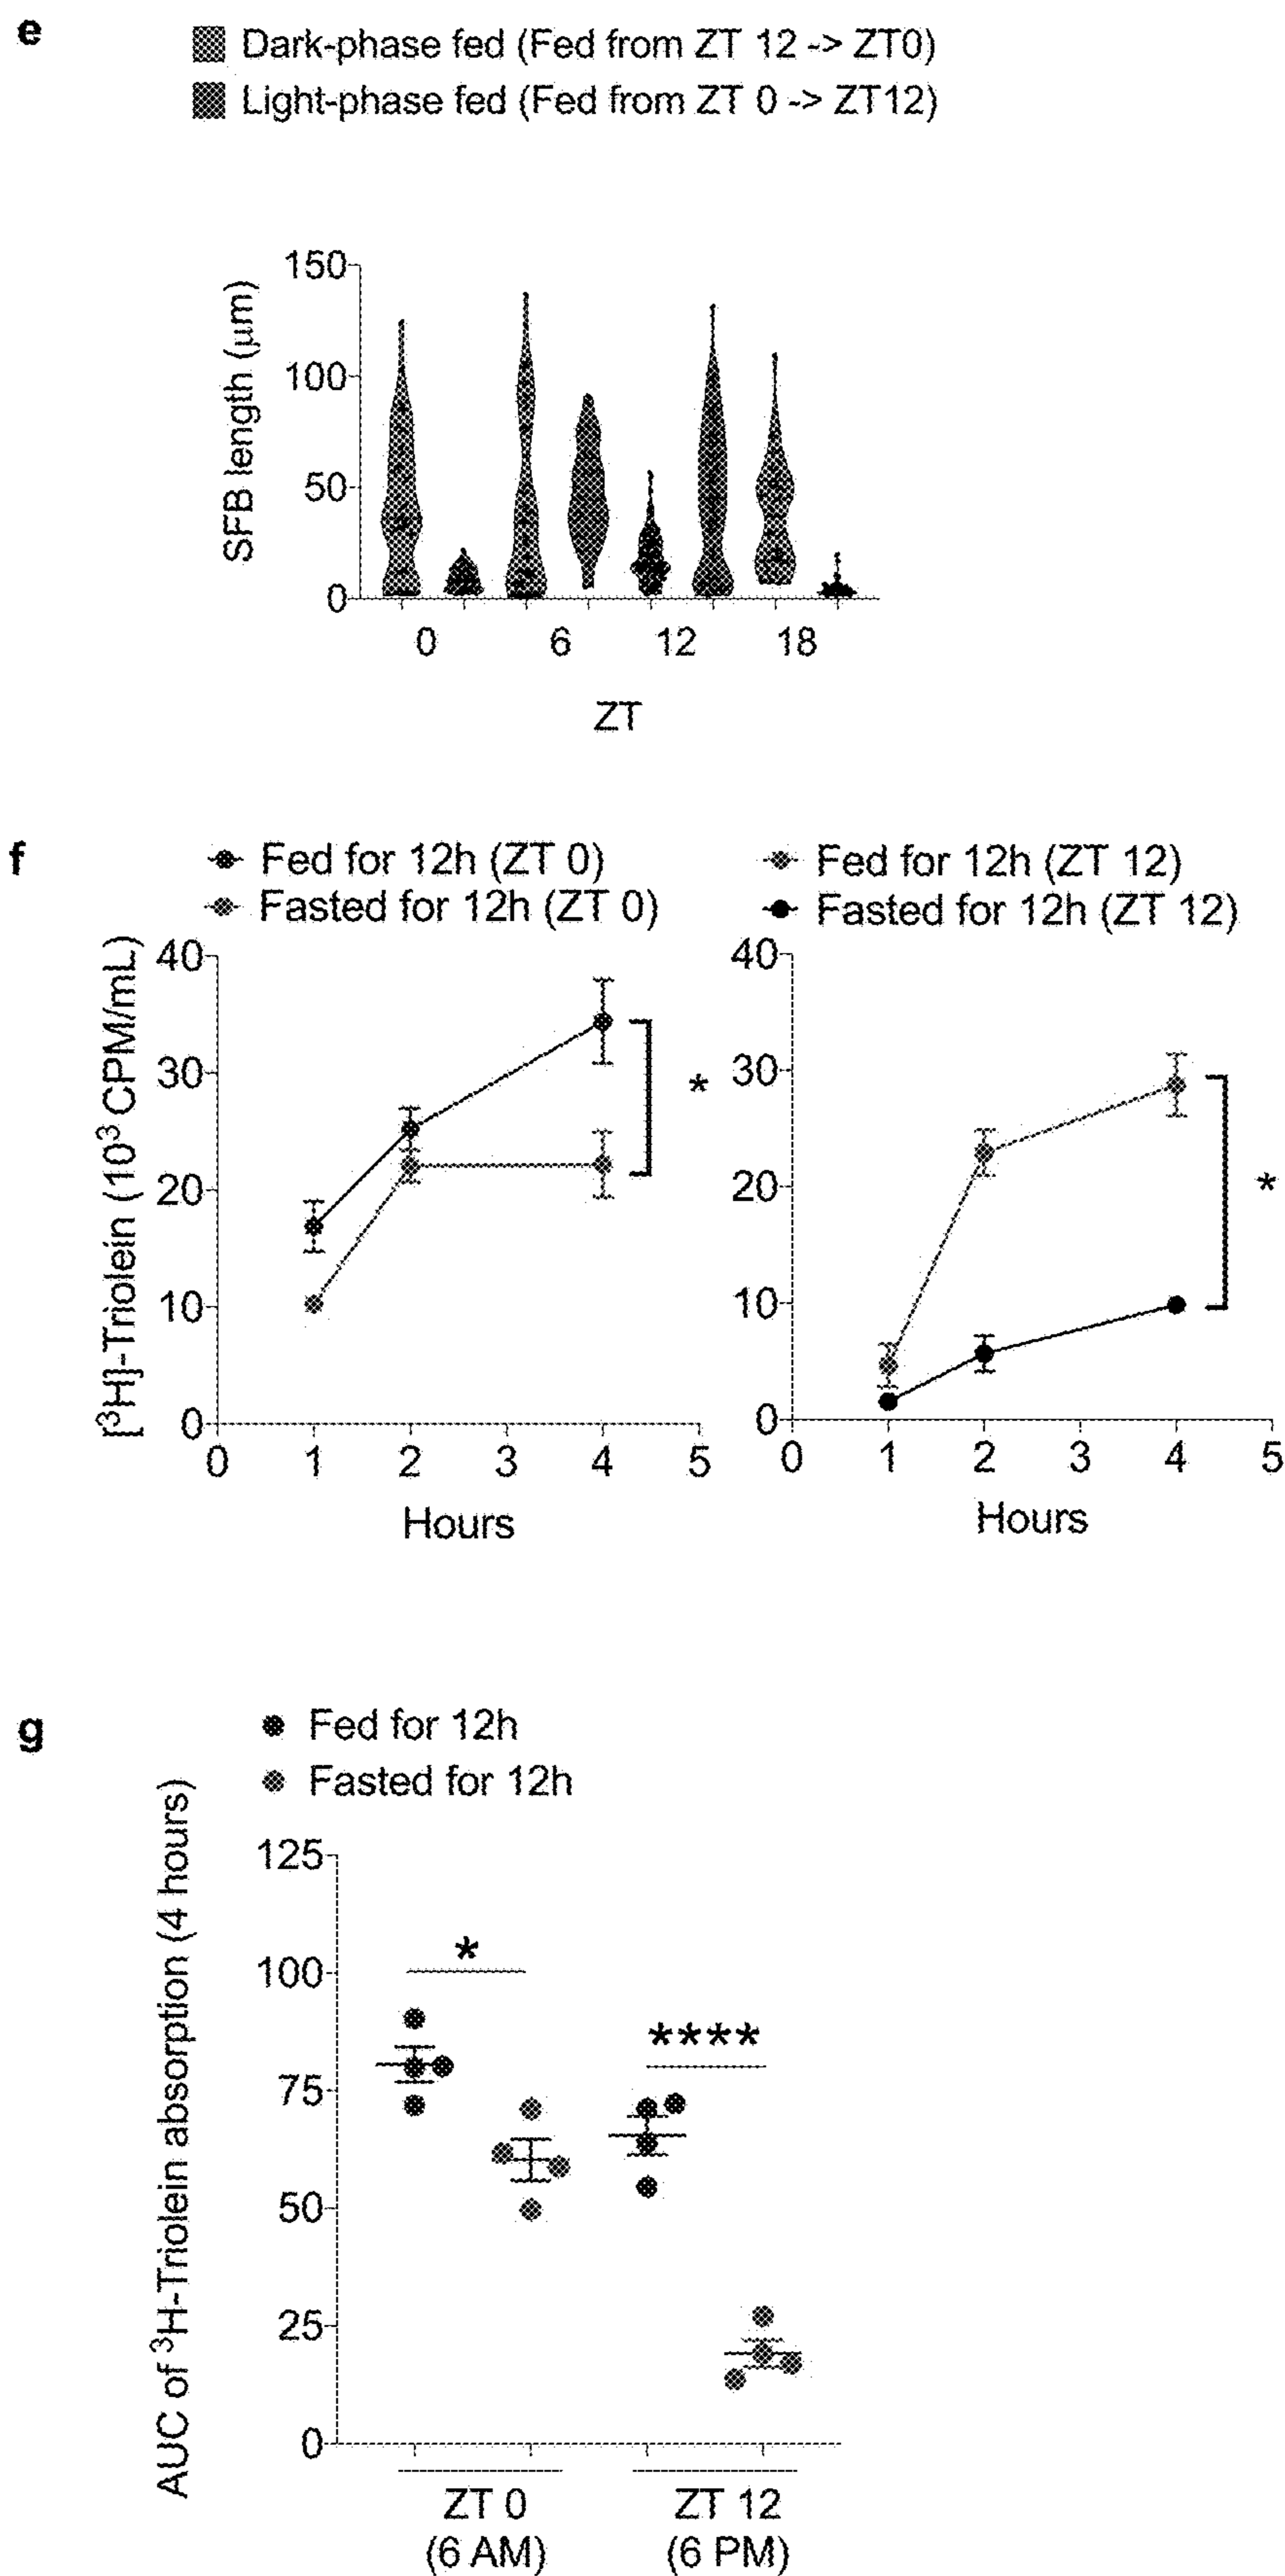 e
Dark-phase fed (Fed from ZT 12 -> ZT0)
Light-phase fed (Fed from ZT 0 -> ZT12)
SFB length (μm)
150
100
50
0
0 6 12 18
ZT
f
Fed for 12h (ZT 0)
Fasted for 12h (ZT 0)
Fed for 12h (ZT 12)
Fasted for 12h (ZT 12)
[³H]-Triolein (10³ CPM/mL)
40
30
20
10
0
*
0 1 2 3 4 5
Hours
40
30
20
10
0
*
0 1 2 3 4 5
Hours
g
Fed for 12h
Fasted for 12h
AUC of ³H-Triolein absorption (4 hours)
125
100
75
50
25
0
*
****
ZT 0
(6 AM)
ZT 12
(6 PM)